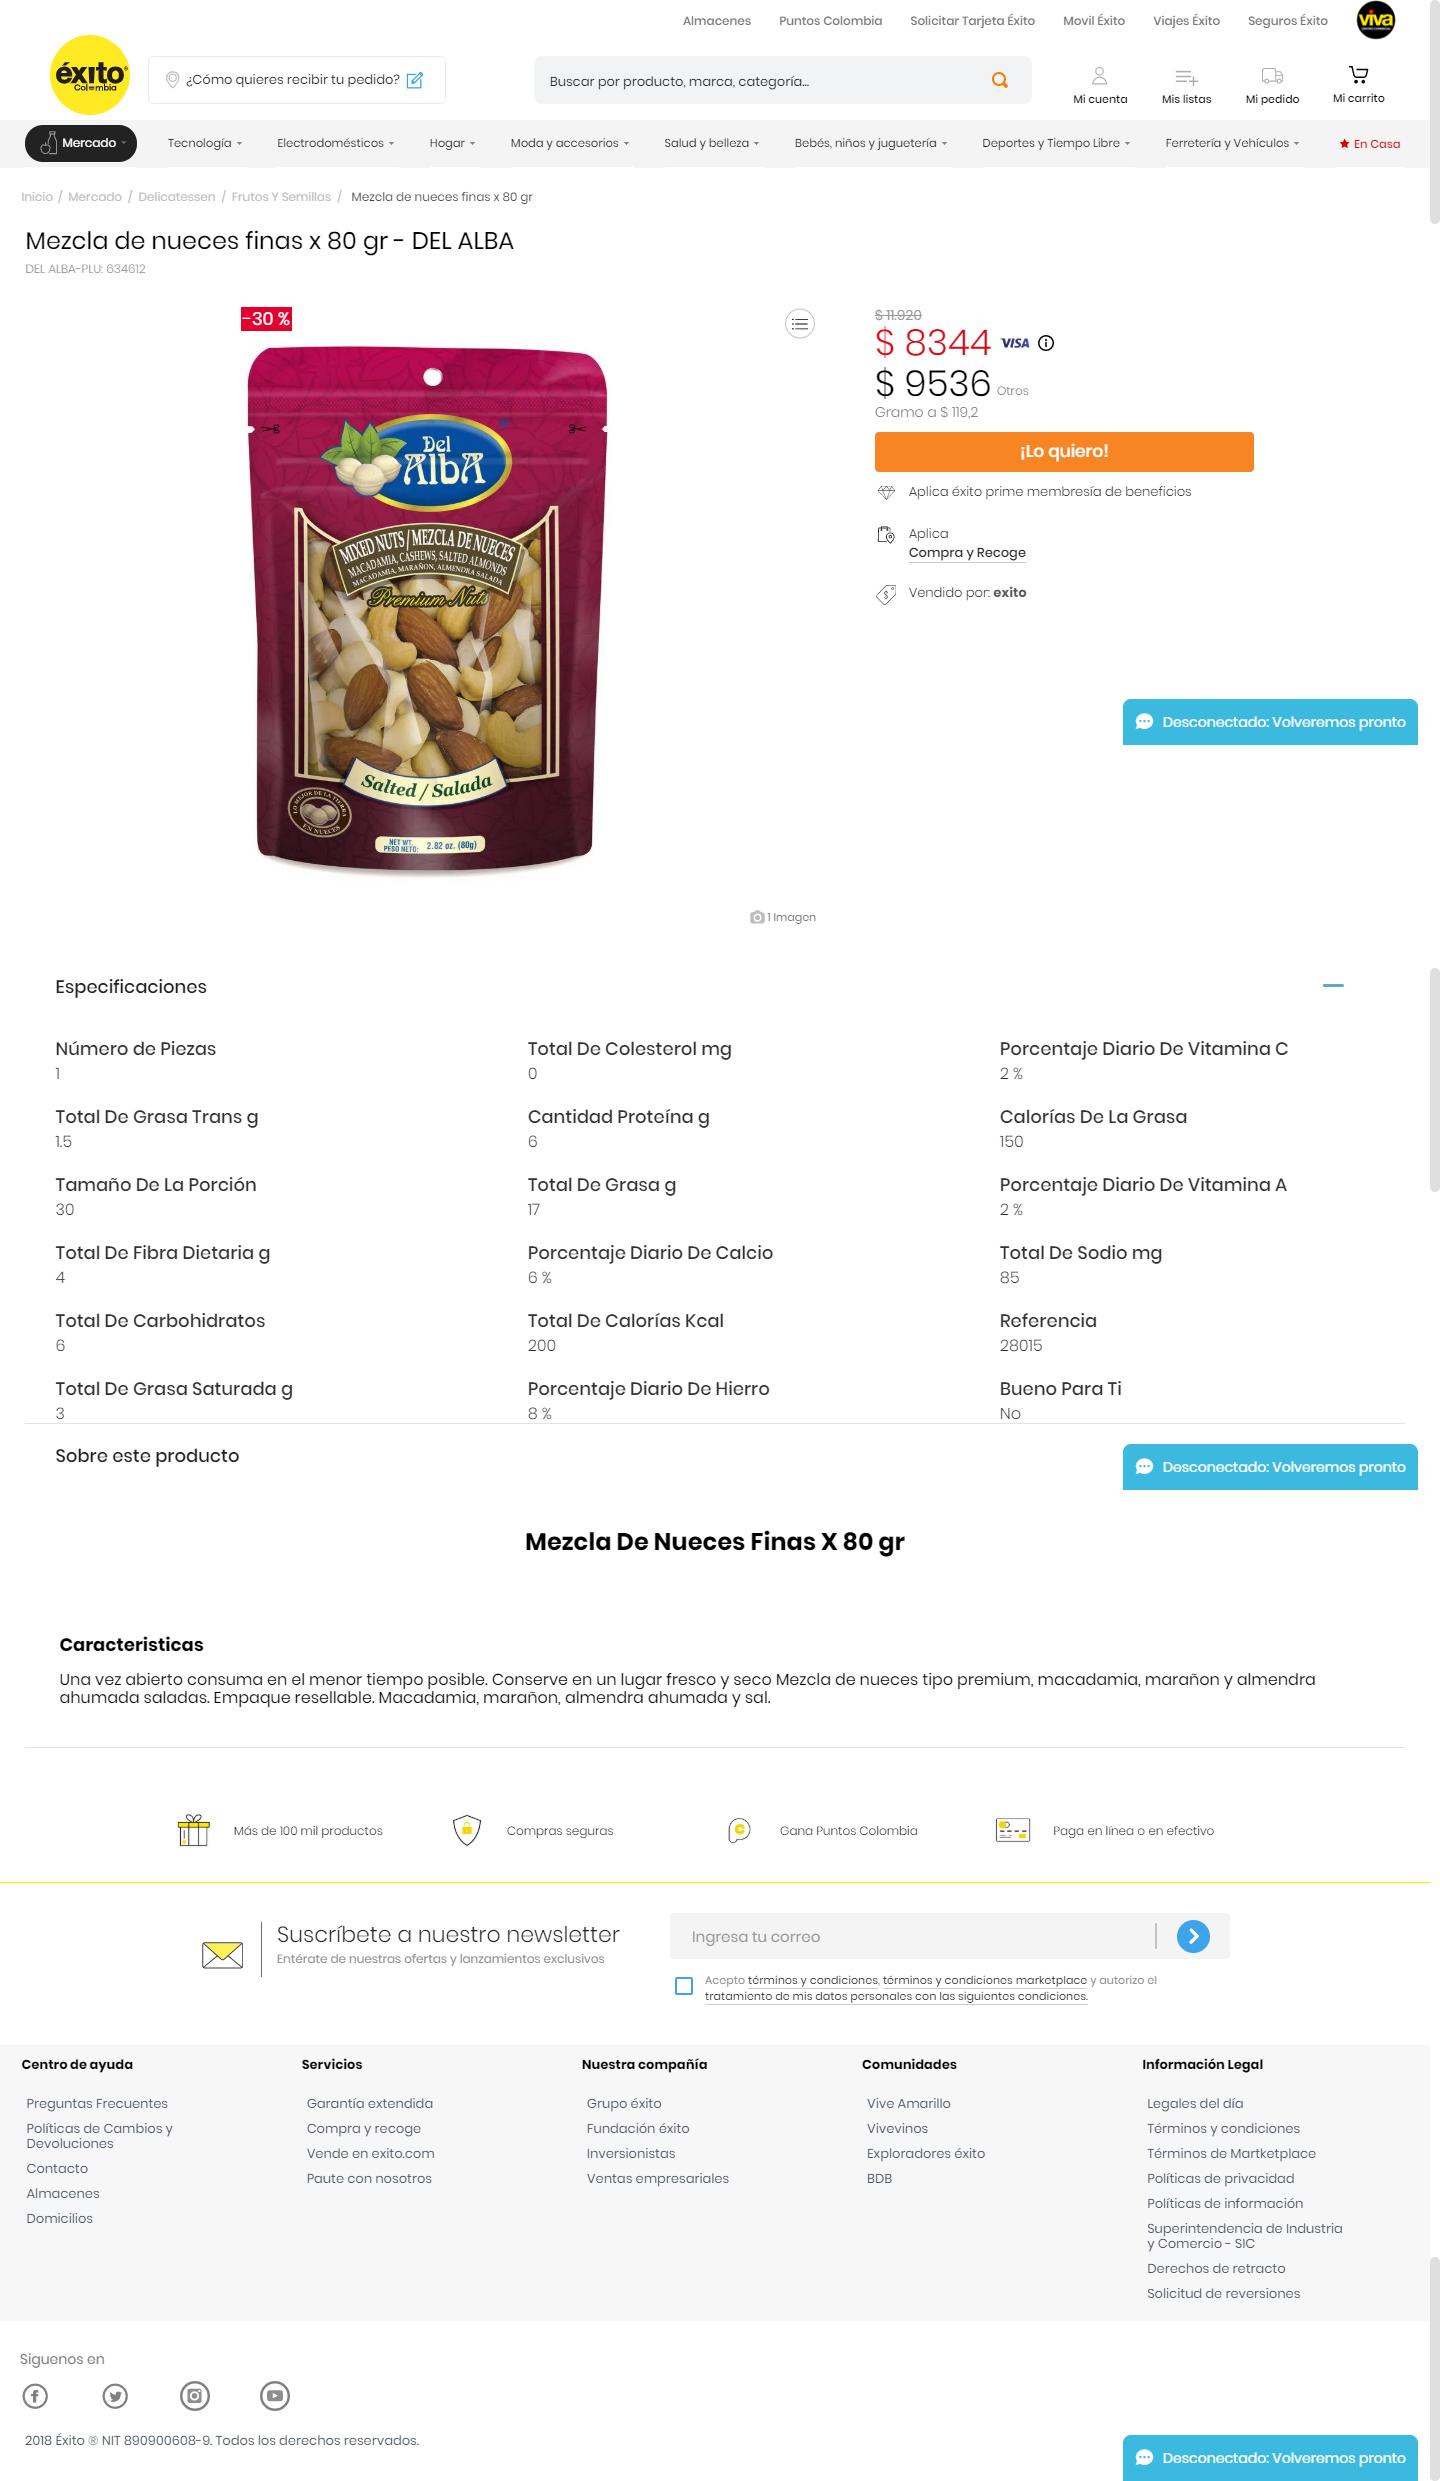 Almacenes
Puntos Colombia
Solicitar Tarjeta Éxito
Movil Éxito
Viajes Éxito
Seguros Éxito
viva
éxito
Colombia
¿Cómo quieres recibir tu pedido?
Buscar por producto, marca, categoría...
Mi cuenta
Mis listas
Mi pedido
Mi carrito
Mercado
Tecnología
Electrodomésticos
Hogar
Moda y accesorios
Salud y belleza
Bebés, niños y juguetería
Deportes y Tiempo Libre
Ferretería y Vehículos
En Casa
Inicio / Mercado / Delicatessen / Frutos Y Semillas / Mezcla de nueces finas x 80 gr
Mezcla de nueces finas x 80 gr - DEL ALBA
DEL ALBA-PLU: 634612
-30 %
Del
AlbA
MIXED NUTS / MEZCLA DE NUECES
MACADAMIA, CASHEWS, SALTED ALMONDS
MACADAMIA, MARAÑON, ALMENDRA SALADA
Premium Nuts
Salted / Salada
LO MEJOR DE LA TIERRA
EN NUECES
NET WT.
PESO NETO: 2.82 oz. (80g)
$ 11.920
$ 8344 VISA
$ 9536 Otros
Gramo a $ 119,2
¡Lo quiero!
Aplica éxito prime membresía de beneficios
Aplica
Compra y Recoge
Vendido por: exito
Desconectado: Volveremos pronto
1 Imagen
Especificaciones
Número de Piezas
1
Total De Colesterol mg
0
Porcentaje Diario De Vitamina C
2 %
Total De Grasa Trans g
1.5
Cantidad Proteína g
6
Calorías De La Grasa
150
Tamaño De La Porción
30
Total De Grasa g
17
Porcentaje Diario De Vitamina A
2 %
Total De Fibra Dietaria g
4
Porcentaje Diario De Calcio
6 %
Total De Sodio mg
85
Total De Carbohidratos
6
Total De Calorías Kcal
200
Referencia
28015
Total De Grasa Saturada g
3
Porcentaje Diario De Hierro
8 %
Bueno Para Ti
No
Sobre este producto
Desconectado: Volveremos pronto
Mezcla De Nueces Finas X 80 gr
Caracteristicas
Una vez abierto consuma en el menor tiempo posible. Conserve en un lugar fresco y seco Mezcla de nueces tipo premium, macadamia, marañon y almendra
ahumada saladas. Empaque resellable. Macadamia, marañon, almendra ahumada y sal.
Más de 100 mil productos
Compras seguras
Gana Puntos Colombia
Paga en línea o en efectivo
Suscríbete a nuestro newsletter
Entérate de nuestras ofertas y lanzamientos exclusivos
Ingresa tu correo
Acepto términos y condiciones, términos y condiciones marketplace y autorizo el
tratamiento de mis datos personales con las siguientes condiciones.
Centro de ayuda
Preguntas Frecuentes
Políticas de Cambios y
Devoluciones
Contacto
Almacenes
Domicilios
Servicios
Garantía extendida
Compra y recoge
Vende en exito.com
Paute con nosotros
Nuestra compañía
Grupo éxito
Fundación éxito
Inversionistas
Ventas empresariales
Comunidades
Vive Amarillo
Vivevinos
Exploradores éxito
BDB
Información Legal
Legales del día
Términos y condiciones
Términos de Martketplace
Políticas de privacidad
Políticas de información
Superintendencia de Industria
y Comercio - SIC
Derechos de retracto
Solicitud de reversiones
Siguenos en
2018 Éxito ® NIT 890900608-9. Todos los derechos reservados.
Desconectado: Volveremos pronto